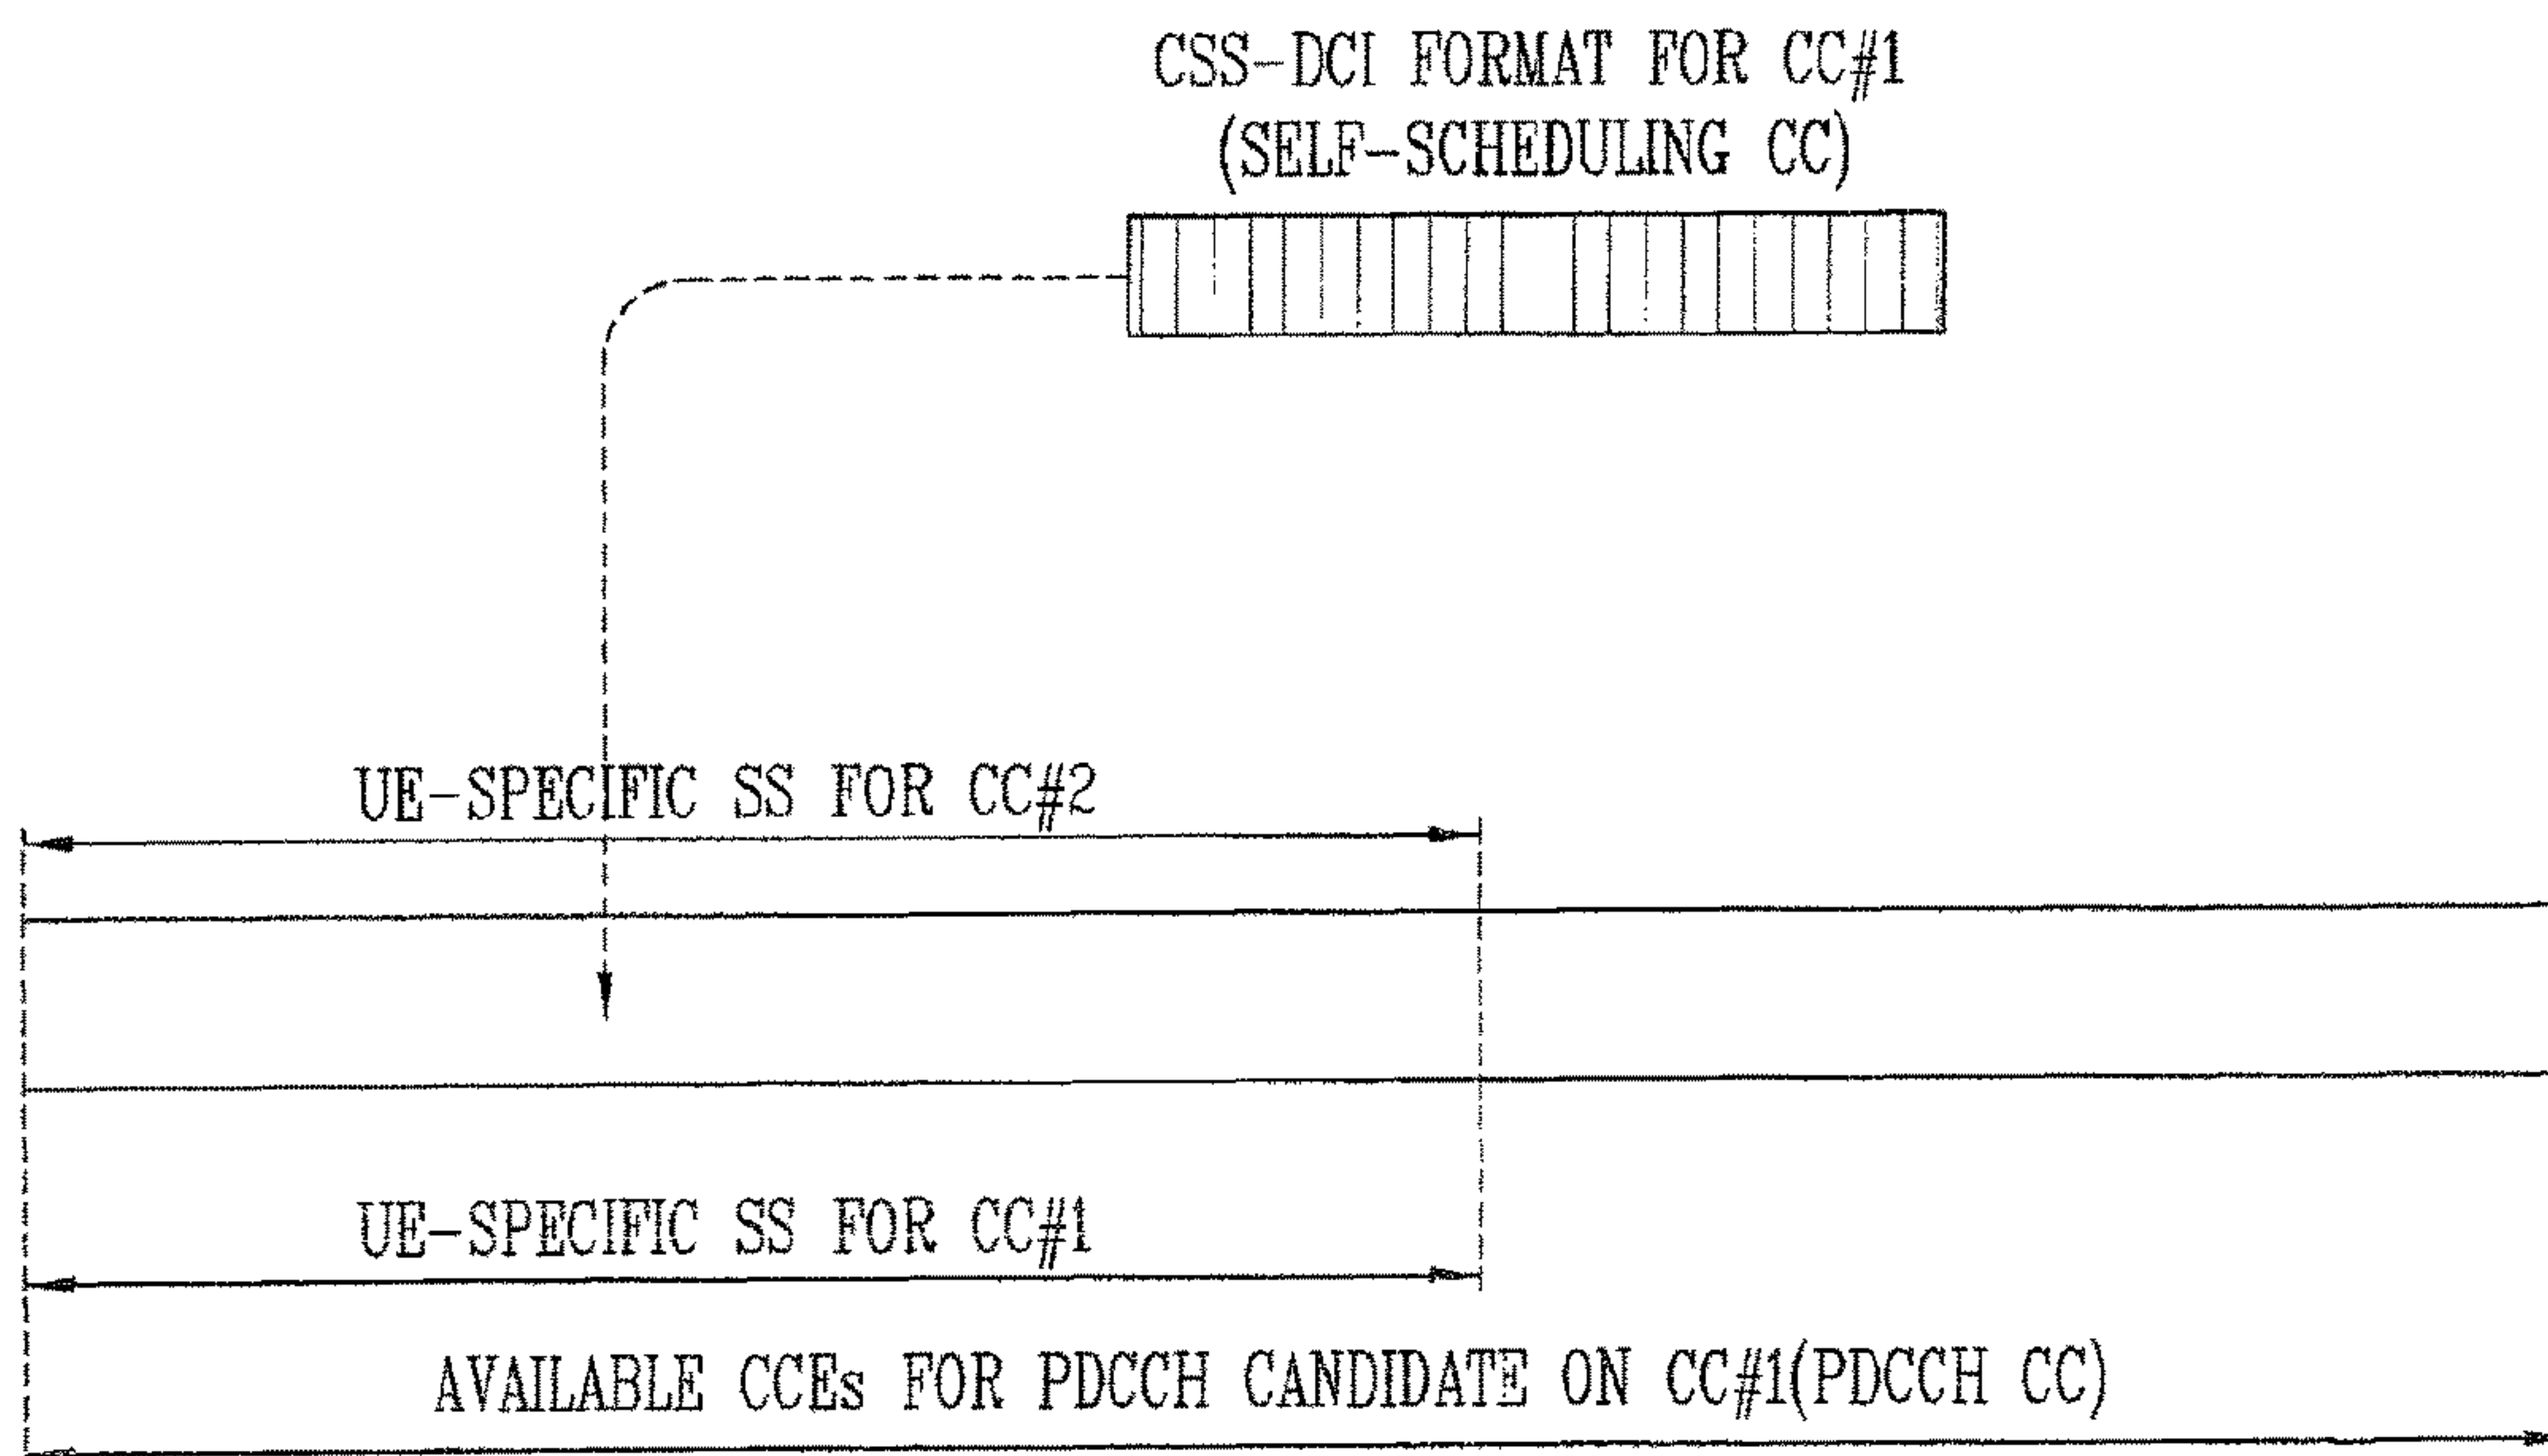 CSS-DCI FORMAT FOR CC#1
(SELF-SCHEDULING CC)
UE-SPECIFIC SS FOR CC#2
UE-SPECIFIC SS FOR CC#1
AVAILABLE CCEs FOR PDCCH CANDIDATE ON CC#1(PDCCH CC)